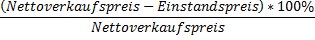 (Nettoverkaufspreis − Einstandspreis) * 100%
Nettoverkaufspreis